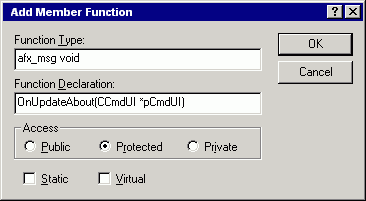 Add Member Function
Function Type:
OK
afx_msg void
Cancel
Function Declaration:
OnUpdateAbout(CCmdUI *pCmdUI)
Access
Public Protected Private
Static Virtual